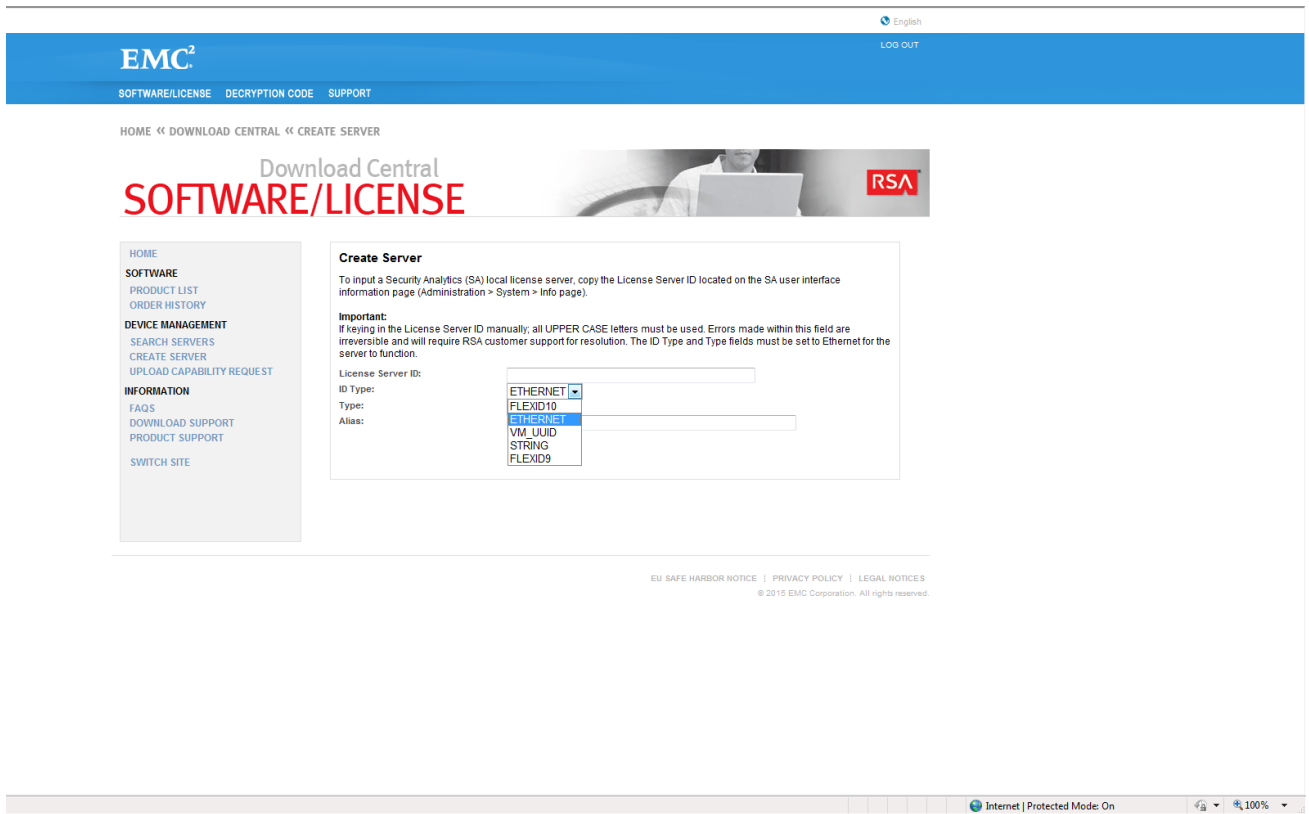 English
LOG OUT
EMC²
SOFTWARE/LICENSE DECRYPTION CODE SUPPORT
HOME « DOWNLOAD CENTRAL « CREATE SERVER
Download Central
SOFTWARE/LICENSE
RSA
HOME
SOFTWARE
PRODUCT LIST
ORDER HISTORY
DEVICE MANAGEMENT
SEARCH SERVERS
CREATE SERVER
UPLOAD CAPABILITY REQUEST
INFORMATION
FAQS
DOWNLOAD SUPPORT
PRODUCT SUPPORT
SWITCH SITE
Create Server
To input a Security Analytics (SA) local license server, copy the License Server ID located on the SA user interface
information page (Administration > System > Info page).
Important:
If keying in the License Server ID manually; all UPPER CASE letters must be used. Errors made within this field are
irreversible and will require RSA customer support for resolution. The ID Type and Type fields must be set to Ethernet for the
server to function.
License Server ID:
ID Type: ETHERNET
Type:
Alias:
FLEXID10
ETHERNET
VM_UUID
STRING
FLEXID9
EU SAFE HARBOR NOTICE | PRIVACY POLICY | LEGAL NOTICES
© 2015 EMC Corporation. All rights reserved.
Internet | Protected Mode: On 100%